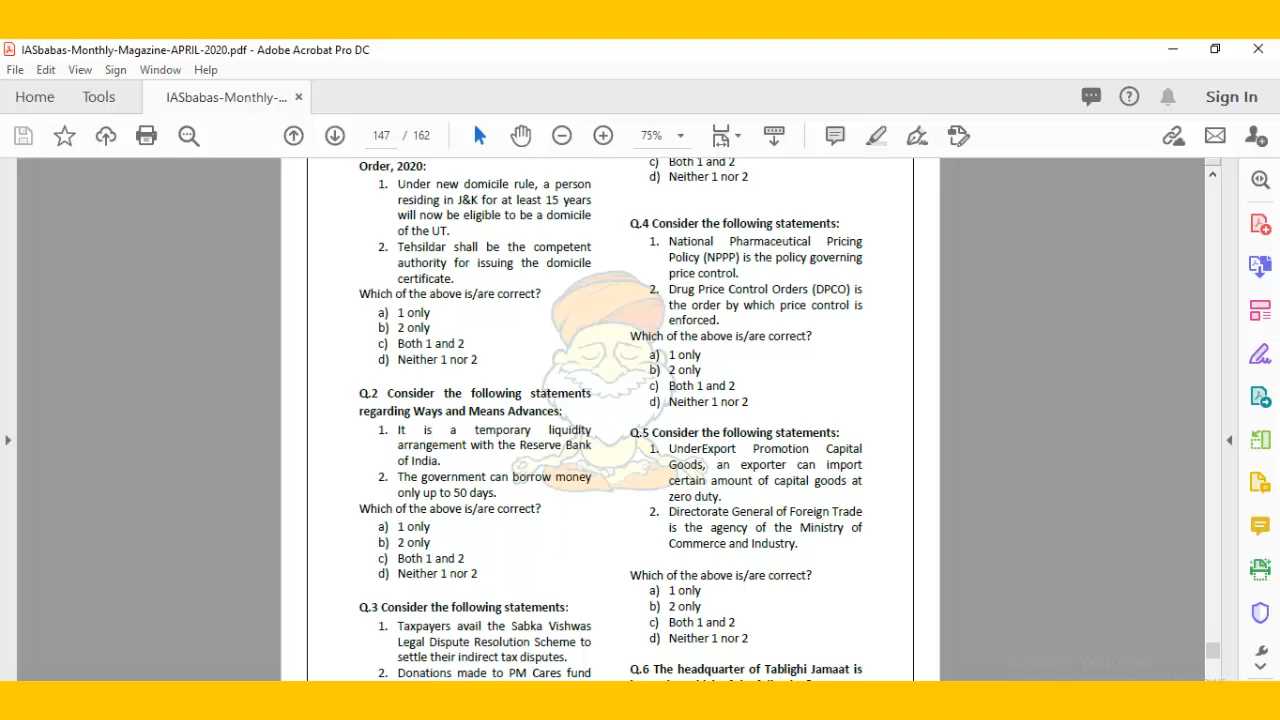 IASbabas-Monthly-Magazine-APRIL-2020.pdf - Adobe Acrobat Pro DC
File Edit View Sign Window Help
Home Tools IASbabas-Monthly-... × Sign In
147 / 162 75%
Order, 2020:
1. Under new domicile rule, a person
residing in J&K for at least 15 years
will now be eligible to be a domicile
of the UT.
2. Tehsildar shall be the competent
authority for issuing the domicile
certificate.
Which of the above is/are correct?
a) 1 only
b) 2 only
c) Both 1 and 2
d) Neither 1 nor 2
Q.2 Consider the following statements
regarding Ways and Means Advances:
1. It is a temporary liquidity
arrangement with the Reserve Bank
of India.
2. The government can borrow money
only up to 50 days.
Which of the above is/are correct?
a) 1 only
b) 2 only
c) Both 1 and 2
d) Neither 1 nor 2
Q.3 Consider the following statements:
1. Taxpayers avail the Sabka Vishwas
Legal Dispute Resolution Scheme to
settle their indirect tax disputes.
2. Donations made to PM Cares fund
c) Both 1 and 2
d) Neither 1 nor 2
Q.4 Consider the following statements:
1. National Pharmaceutical Pricing
Policy (NPPP) is the policy governing
price control.
2. Drug Price Control Orders (DPCO) is
the order by which price control is
enforced.
Which of the above is/are correct?
a) 1 only
b) 2 only
c) Both 1 and 2
d) Neither 1 nor 2
Q.5 Consider the following statements:
1. UnderExport Promotion Capital
Goods, an exporter can import
certain amount of capital goods at
zero duty.
2. Directorate General of Foreign Trade
is the agency of the Ministry of
Commerce and Industry.
Which of the above is/are correct?
a) 1 only
b) 2 only
c) Both 1 and 2
d) Neither 1 nor 2
Q.6 The headquarter of Tablighi Jamaat is